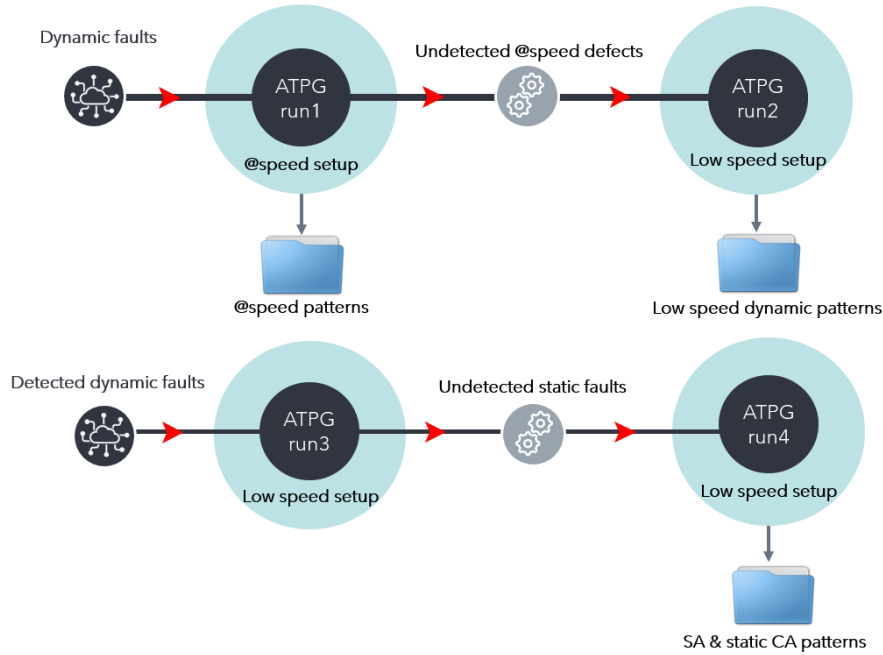 Dynamic faults
Undetected @speed defects
ATPG
run1
ATPG
run2
@speed setup
Low speed setup
@speed patterns
Low speed dynamic patterns
Detected dynamic faults
Undetected static faults
ATPG
run3
ATPG
run4
Low speed setup
Low speed setup
SA & static CA patterns